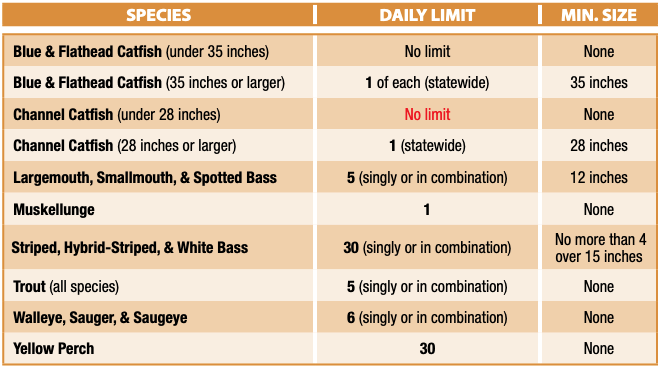 SPECIES DAILY LIMIT MIN. SIZE
Blue & Flathead Catfish (under 35 inches) No limit None
Blue & Flathead Catfish (35 inches or larger) 1 of each (statewide) 35 inches
Channel Catfish (under 28 inches) No limit None
Channel Catfish (28 inches or larger) 1 (statewide) 28 inches
Largemouth, Smallmouth, & Spotted Bass 5 (singly or in combination) 12 inches
Muskellunge 1 None
Striped, Hybrid-Striped, & White Bass 30 (singly or in combination) No more than 4
over 15 inches
Trout (all species) 5 (singly or in combination) None
Walleye, Sauger, & Saugeye 6 (singly or in combination) None
Yellow Perch 30 None